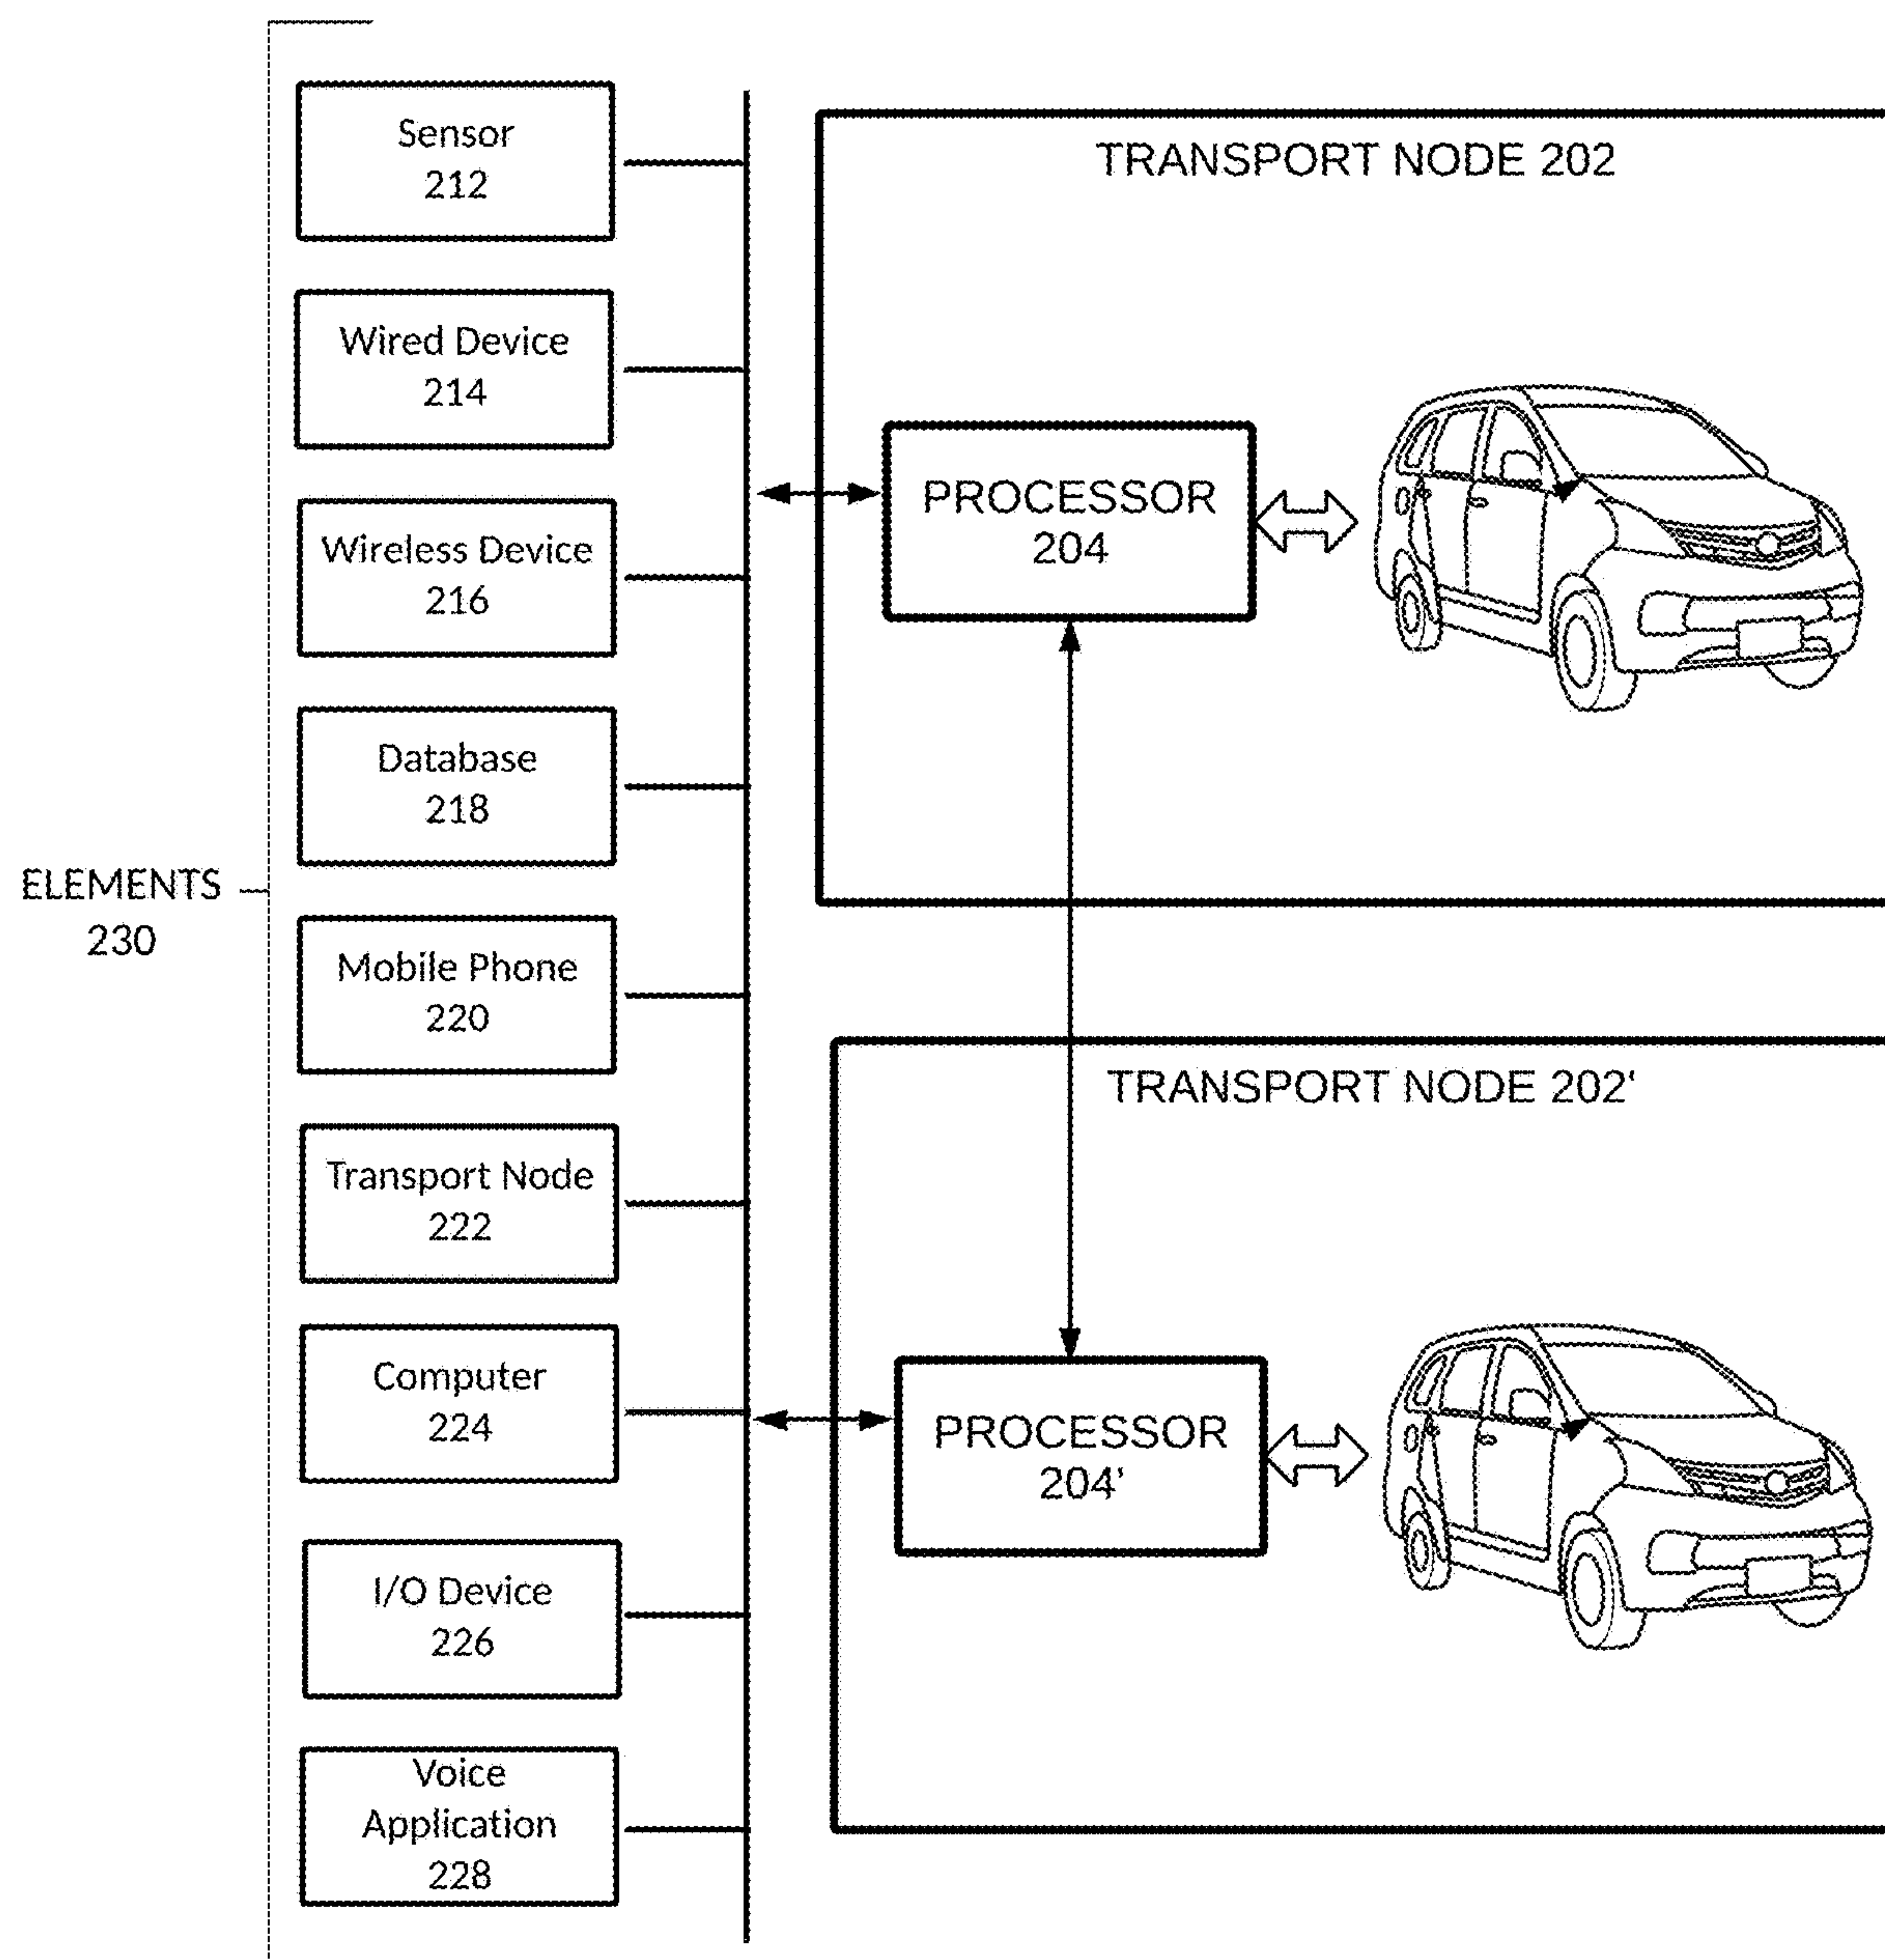 Sensor
212
Wired Device
214
Wireless Device
216
Database
218
ELEMENTS
230
Mobile Phone
220
Transport Node
222
Computer
224
I/O Device
226
Voice
Application
228
TRANSPORT NODE 202
PROCESSOR
204
TRANSPORT NODE 202‘
PROCESSOR
204’